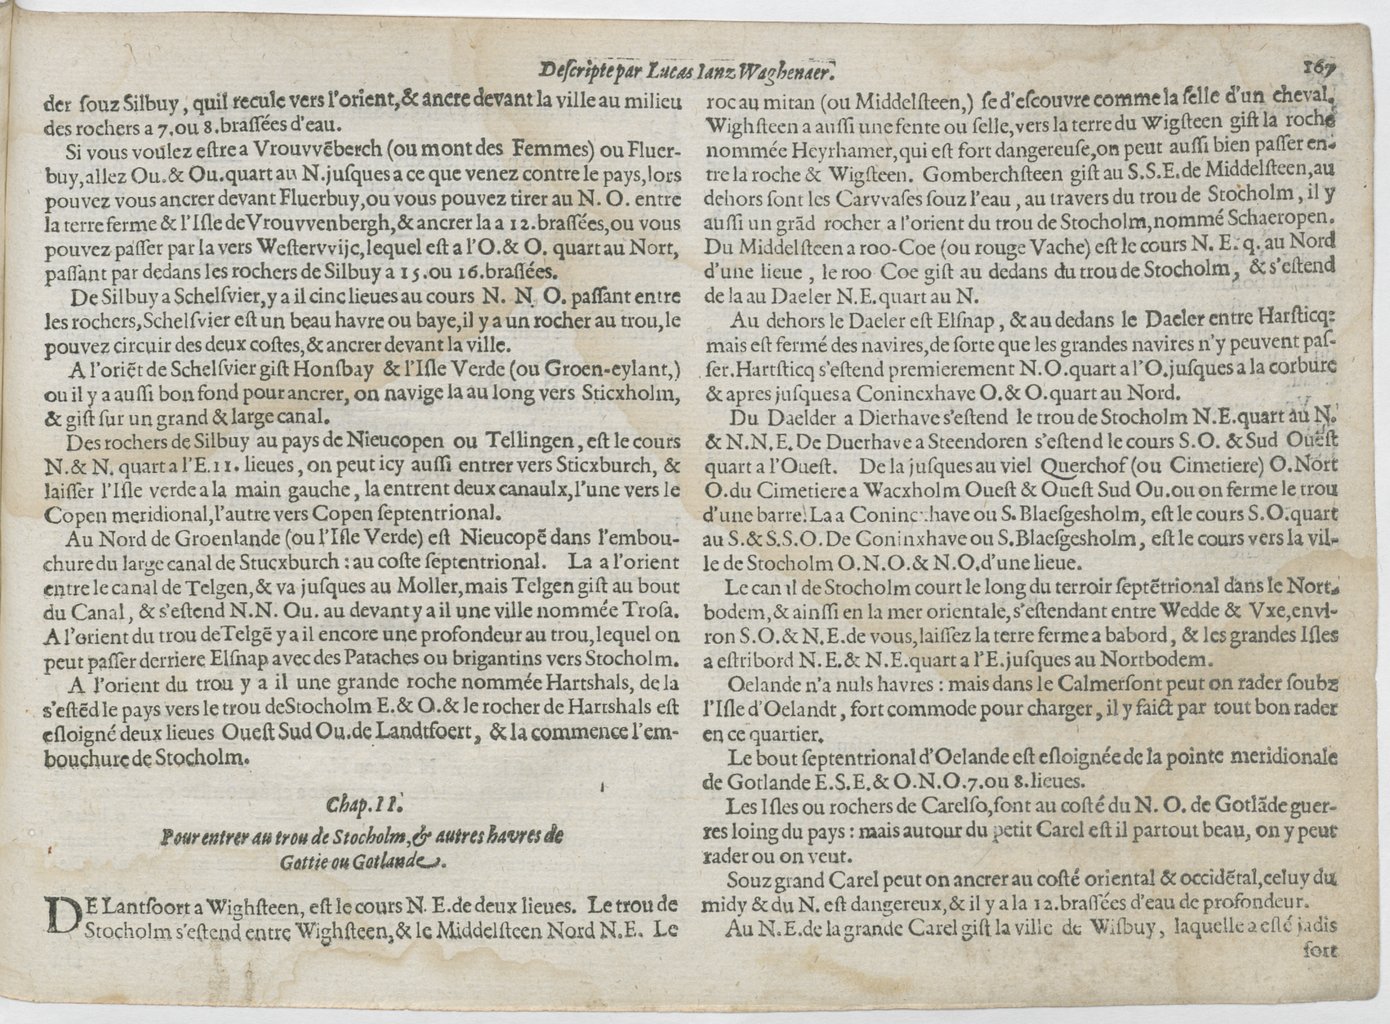 Descripte par Lucas Ianz Waghenaer. 167
der souz Silbuy, quil recule vers l'orient, & ancre devant la ville au milieu
des rochers a 7. ou 8. brassées d'eau.
Si vous voulez estre a Vrouvvēberch (ou mont des Femmes) ou Fluer-
buy, allez Ou. & Ou. quart au N. jusques a ce que venez contre le pays, lors
pouvez vous ancrer devant Fluerbuy, ou vous pouvez tirer au N. O. entre
la terre ferme & l'Isle de Vrouvvenbergh, & ancrer la a 12. brassées, ou vous
pouvez passer par la vers Westervvijc, lequel est a l'O. & O. quart au Nort,
passant par dedans les rochers de Silbuy a 15. ou 16. brassées.
De Silbuy a Schelsvier, y a il cinc lieues au cours N. N O. passant entre
les rochers, Schelsvier est un beau havre ou baye, il y a un rocher au trou, le
pouvez circuir des deux costes, & ancrer devant la ville.
A l'oriēt de Schelsvier gist Honsbay & l'Isle Verde (ou Groen-eylant,)
ou il y a aussi bon fond pour ancrer, on navige la au long vers Sticxholm,
& gist sur un grand & large canal.
Des rochers de Silbuy au pays de Nieucopen ou Tellingen, est le cours
N. & N. quart a l'E. 11. lieues, on peut icy aussi entrer vers Sticxburch, &
laisser l'Isle verde a la main gauche, la entrent deux canaulx, l'une vers le
Copen meridional, l'autre vers Copen septentrional.
Au Nord de Groenlande (ou l'Isle Verde) est Nieucopē dans l'embou-
chure du large canal de Stucxburch : au coste septentrional. La a l'orient
entre le canal de Telgen, & va jusques au Moller, mais Telgen gist au bout
du Canal, & s'estend N.N. Ou. au devant y a il une ville nommée Trosa.
A l'orient du trou de Telgē y a il encore une profondeur au trou, lequel on
peut passer derriere Elsnap avec des Pataches ou brigantins vers Stocholm.
A l'orient du trou y a il une grande roche nommée Hartshals, de la
s'estēd le pays vers le trou de Stocholm E. & O. & le rocher de Hartshals est
esloigné deux lieues Ouest Sud Ou. de Landtsoert, & la commence l'em-
bouchure de Stocholm.
Chap. II.
Pour entrer au trou de Stocholm, & autres havres de
Gottie ou Gotlande.
DE Lantsoort a Wighsteen, est le cours N. E. de deux lieues. Le trou de
Stocholm s'estend entre Wighsteen, & le Middelsteen Nord N.E. Le
roc au mitan (ou Middelsteen,) se d'escouvre comme la selle d'un cheval.
Wighsteen a aussi une fente ou selle, vers la terre du Wigsteen gist la roche
nommée Heyrhamer, qui est fort dangereuse, on peut aussi bien passer en-
tre la roche & Wigsteen. Gomberchsteen gist au S.S.E. de Middelsteen, au
dehors sont les Carvvases souz l'eau, au travers du trou de Stocholm, il y
aussi un grād rocher a l'orient du trou de Stocholm, nommé Schaeropen.
Du Middelsteen a roo-Coe (ou rouge Vache) est le cours N. E. q. au Nord
d'une lieue, le roo Coe gist au dedans du trou de Stocholm, & s'estend
de la au Daeler N.E. quart au N.
Au dehors le Daeler est Elsnap, & au dedans le Daeler entre Harsticq:
mais est fermé des navires, de sorte que les grandes navires n'y peuvent pas-
ser. Hartsticq s'estend premierement N.O. quart a l'O. jusques a la corbure
& apres jusques a Conincxhave O. & O. quart au Nord.
Du Daelder a Dierhave s'estend le trou de Stocholm N.E. quart au N.
& N.N.E. De Duerhave a Steendoren s'estend le cours S.O. & Sud Ouest
quart a l'Ouest. De la jusques au viel Querchof (ou Cimetiere) O. Nort
O. du Cimetiere a Wacxholm Ouest & Ouest Sud Ou. ou on ferme le trou
d'une barre. La a have ou S. Blaesgesholm, est le cours S.O. quart
au S. & S.S.O. De Coninxhave ou S. Blaesgesholm, est le cours vers la vil-
le de Stocholm O.N.O. & N.O. d'une lieue.
Le canal de Stocholm court le long du terroir septētrional dans le Nort-
bodem, & ainssi en la mer orientale, s'estendant entre Wedde & Vxe, envi-
ron S.O. & N.E. de vous, laissez la terre ferme a babord, & les grandes Isles
a estribord N. E. & N.E. quart a l'E. jusques au Nortbodem.
Oelande n'a nuls havres : mais dans le Calmersont peut on rader soubz
l'Isle d'Oelandt, fort commode pour charger, il y faict par tout bon rader
en ce quartier.
Le bout septentrional d'Oelande est esloignée de la pointe meridionale
de Gotlande E.S.E. & O.N.O. 7. ou 8. lieues.
Les Isles ou rochers de Carelso, sont au costé du N. O. de Gotlāde guer-
res loing du pays : mais autour du petit Carel est il partout beau, on y peut
rader ou on veut.
Souz grand Carel peut on ancrer au costé oriental & occidētal, celuy du
midy & du N. est dangereux, & il y a la 12. brassées d'eau de profondeur.
Au N.E. de la grande Carel gist la ville de Wisbuy, laquelle a esté jadis
fort